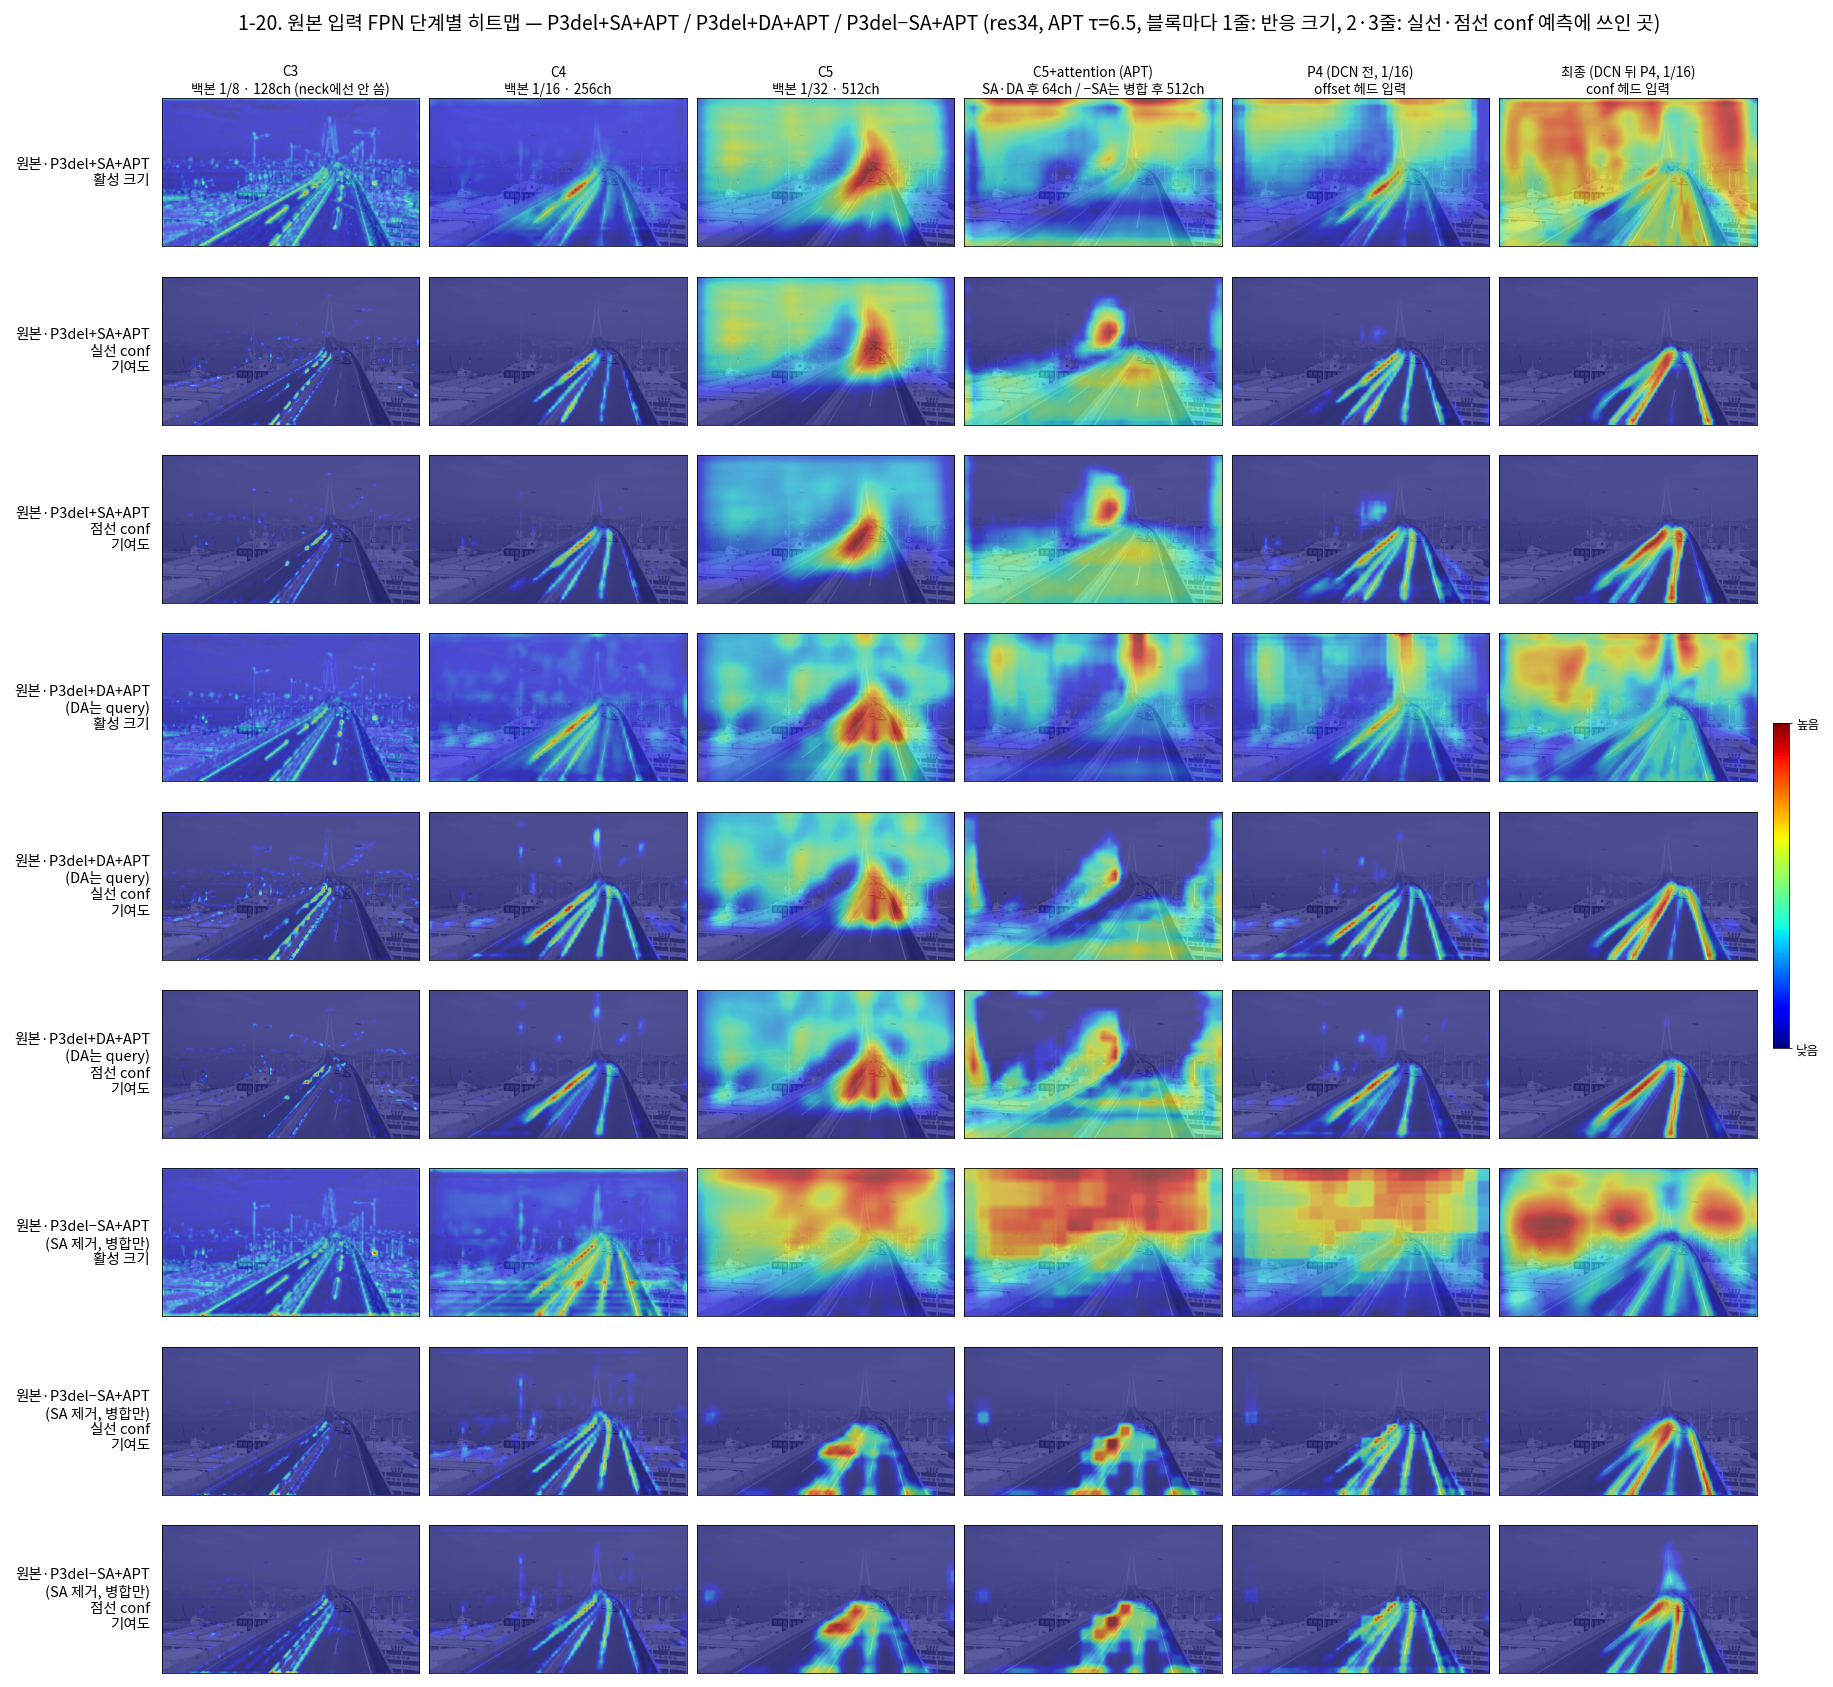 1-20. 원본 입력 FPN 단계별 히트맵 — P3del+SA+APT / P3del+DA+APT / P3del−SA+APT (res34, APT τ=6.5, 블록마다 1줄: 반응 크기, 2·3줄: 실선·점선 conf 예측에 쓰인 곳)
C3
백본 1/8 · 128ch (neck에선 안 씀)
C4
백본 1/16 · 256ch
C5
백본 1/32 · 512ch
C5+attention (APT)
SA·DA 후 64ch / −SA는 병합 후 512ch
P4 (DCN 전, 1/16)
offset 헤드 입력
최종 (DCN 뒤 P4, 1/16)
conf 헤드 입력
원본·P3del+SA+APT
활성 크기
원본·P3del+SA+APT
실선 conf
기여도
원본·P3del+SA+APT
점선 conf
기여도
원본·P3del+DA+APT
(DA는 query)
활성 크기
원본·P3del+DA+APT
(DA는 query)
실선 conf
기여도
원본·P3del+DA+APT
(DA는 query)
점선 conf
기여도
원본·P3del−SA+APT
(SA 제거, 병합만)
활성 크기
원본·P3del−SA+APT
(SA 제거, 병합만)
실선 conf
기여도
원본·P3del−SA+APT
(SA 제거, 병합만)
점선 conf
기여도
높음
낮음